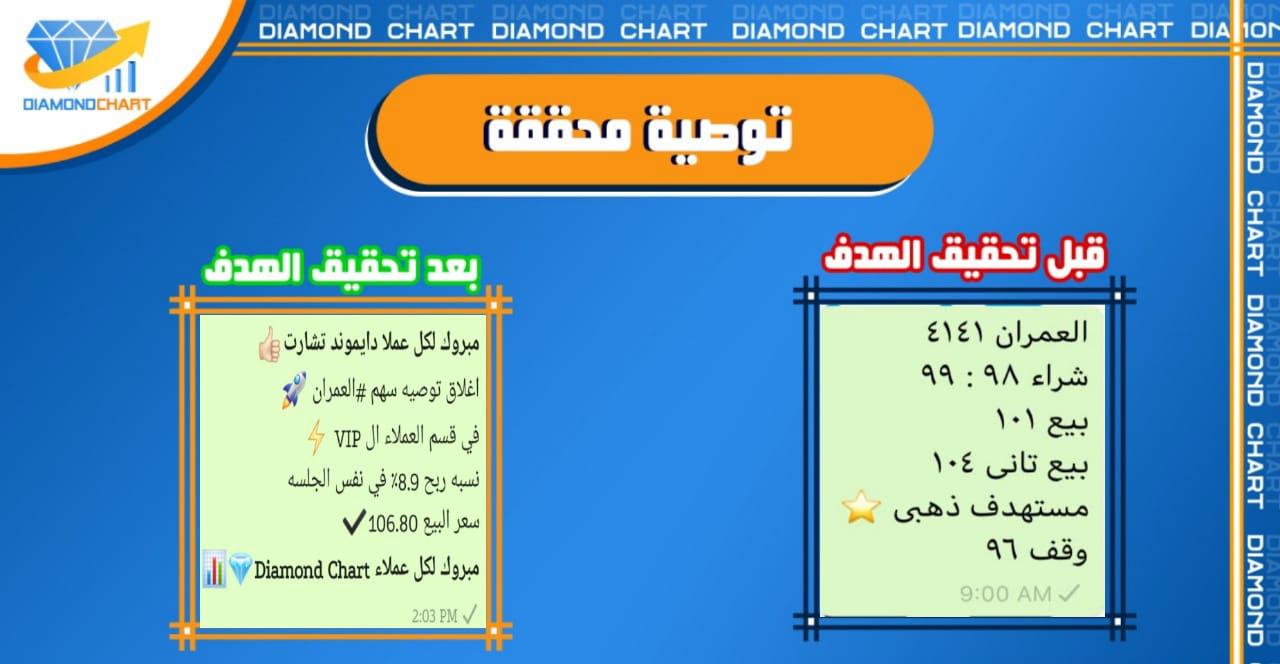 DIAMOND CHART DIAMOND CHART DIAMOND CHART DIAMOND CHART
DIAMONDCHART
توصية محققة
قبل تحقيق الهدف
العمران ٤١٤١
شراء ٩٨ : ٩٩
بيع ١٠١
بيع تانى ١٠٤
مستهدف ذهبى ⭐
وقف ٩٦
9:00 AM ✓
بعد تحقيق الهدف
مبروك لكل عملا دايموند تشارت👍🏻
اغلاق توصيه سهم #العمران 🚀
في قسم العملاء ال VIP ⚡
نسبه ربح 8.9٪ في نفس الجلسه
سعر البيع 106.80✔
مبروك لكل عملاء Diamond Chart💎📊
2:03 PM ✓
DIAMOND CHART DIAMOND CHART DIAMOND